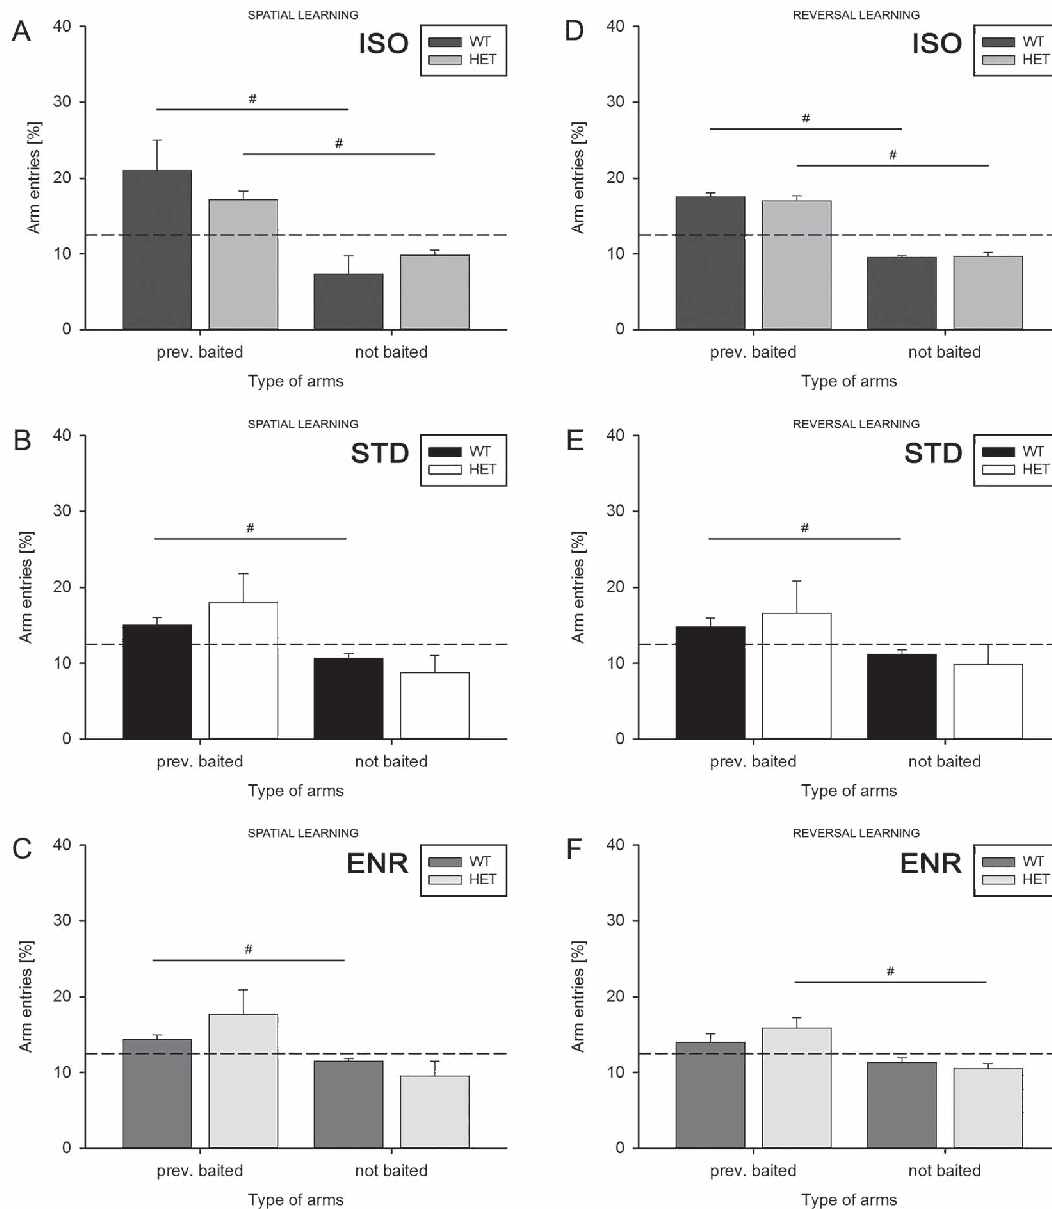 A
SPATIAL LEARNING
ISO
WT
HET
40
30
20
10
0
Arm entries [%]
#
#
prev. baited
not baited
Type of arms
D
REVERSAL LEARNING
ISO
WT
HET
40
30
20
10
0
Arm entries [%]
#
#
prev. baited
not baited
Type of arms
B
SPATIAL LEARNING
STD
WT
HET
40
30
20
10
0
Arm entries [%]
#
prev. baited
not baited
Type of arms
E
REVERSAL LEARNING
STD
WT
HET
40
30
20
10
0
Arm entries [%]
#
prev. baited
not baited
Type of arms
C
SPATIAL LEARNING
ENR
WT
HET
40
30
20
10
0
Arm entries [%]
#
prev. baited
not baited
Type of arms
F
REVERSAL LEARNING
ENR
WT
HET
40
30
20
10
0
Arm entries [%]
#
prev. baited
not baited
Type of arms